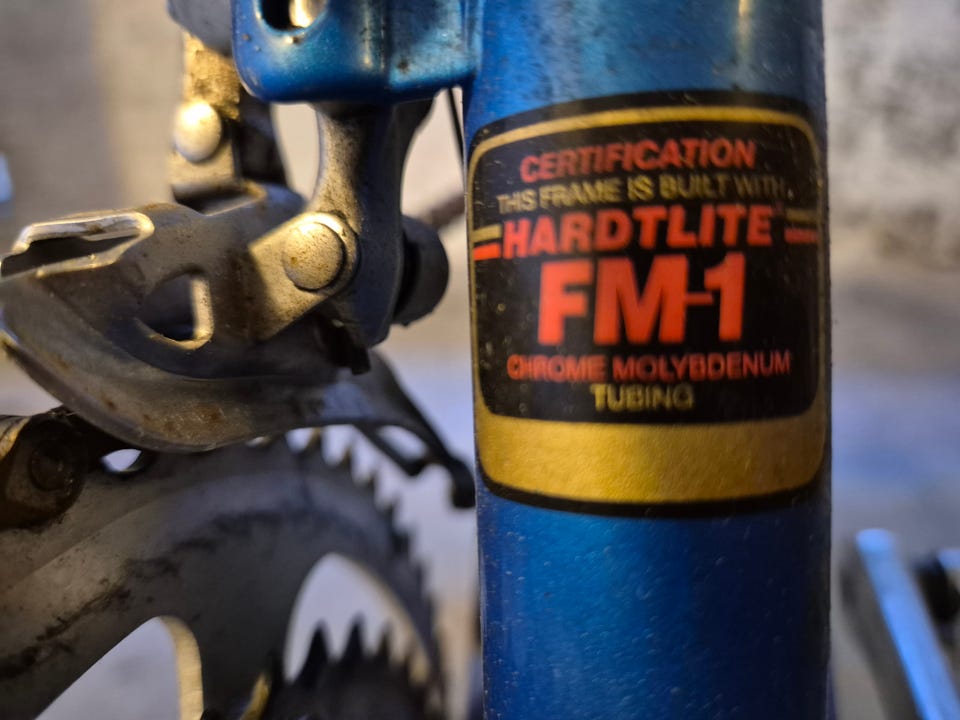 CERTIFICATION
THIS FRAME IS BUILT WITH
HARDTLITE®
FM-1
CHROME MOLYBDENUM
TUBING